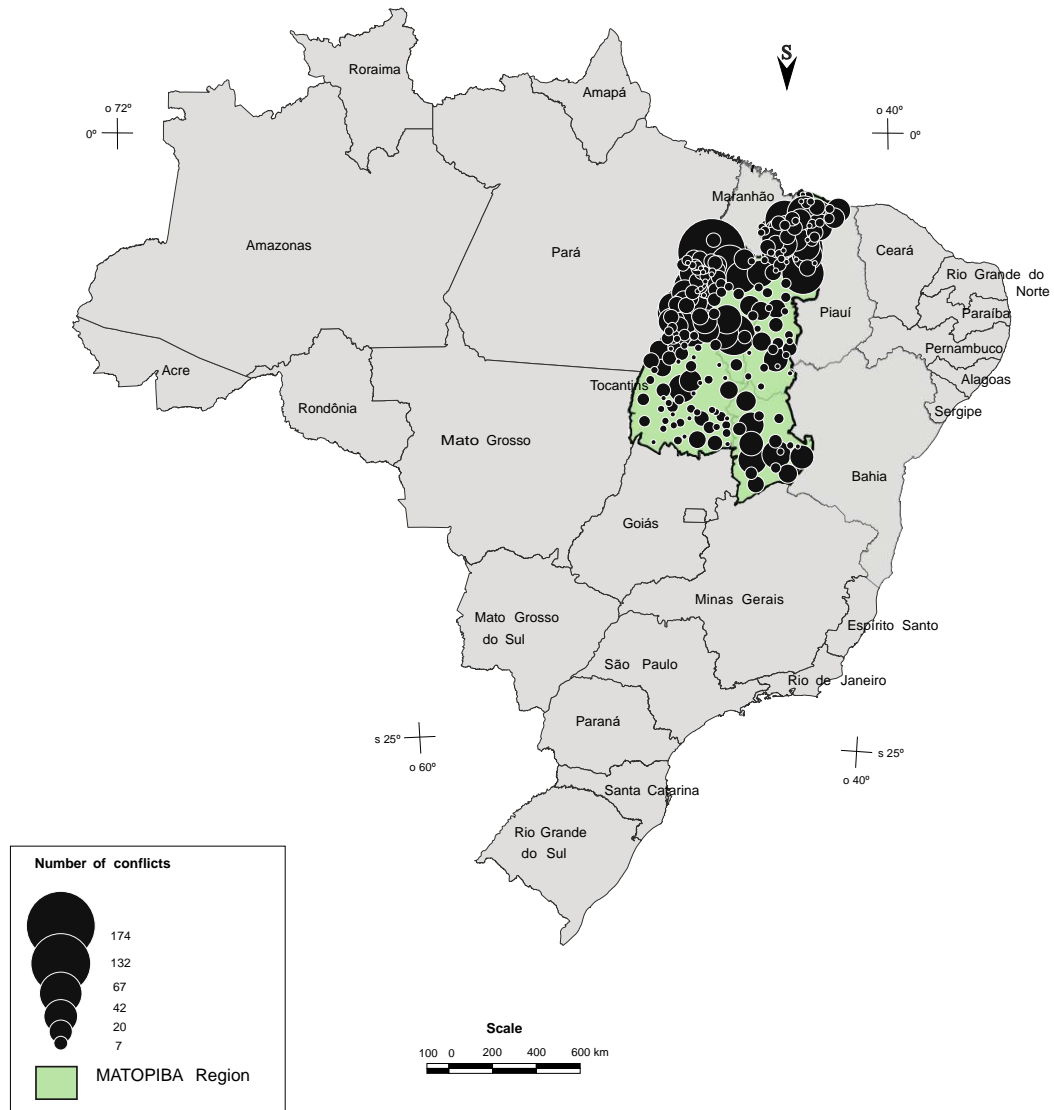 S
Roraima
Amapá
o 72º
0º
o 40º
0º
Maranhão
Amazonas
Pará
Ceará
Rio Grande do
Norte
Piauí
Paraíba
Pernambuco
Acre
Tocantins
Alagoas
Rondônia
Sergipe
Mato Grosso
Bahia
Goiás
Minas Gerais
Mato Grosso
do Sul
Espírito Santo
São Paulo
Rio de Janeiro
Paraná
s 25º
o 60º
s 25º
o 40º
Santa Catarina
Rio Grande
do Sul
Number of conflicts
174
132
67
42
20
7
MATOPIBA Region
Scale
100 0 200 400 600 km